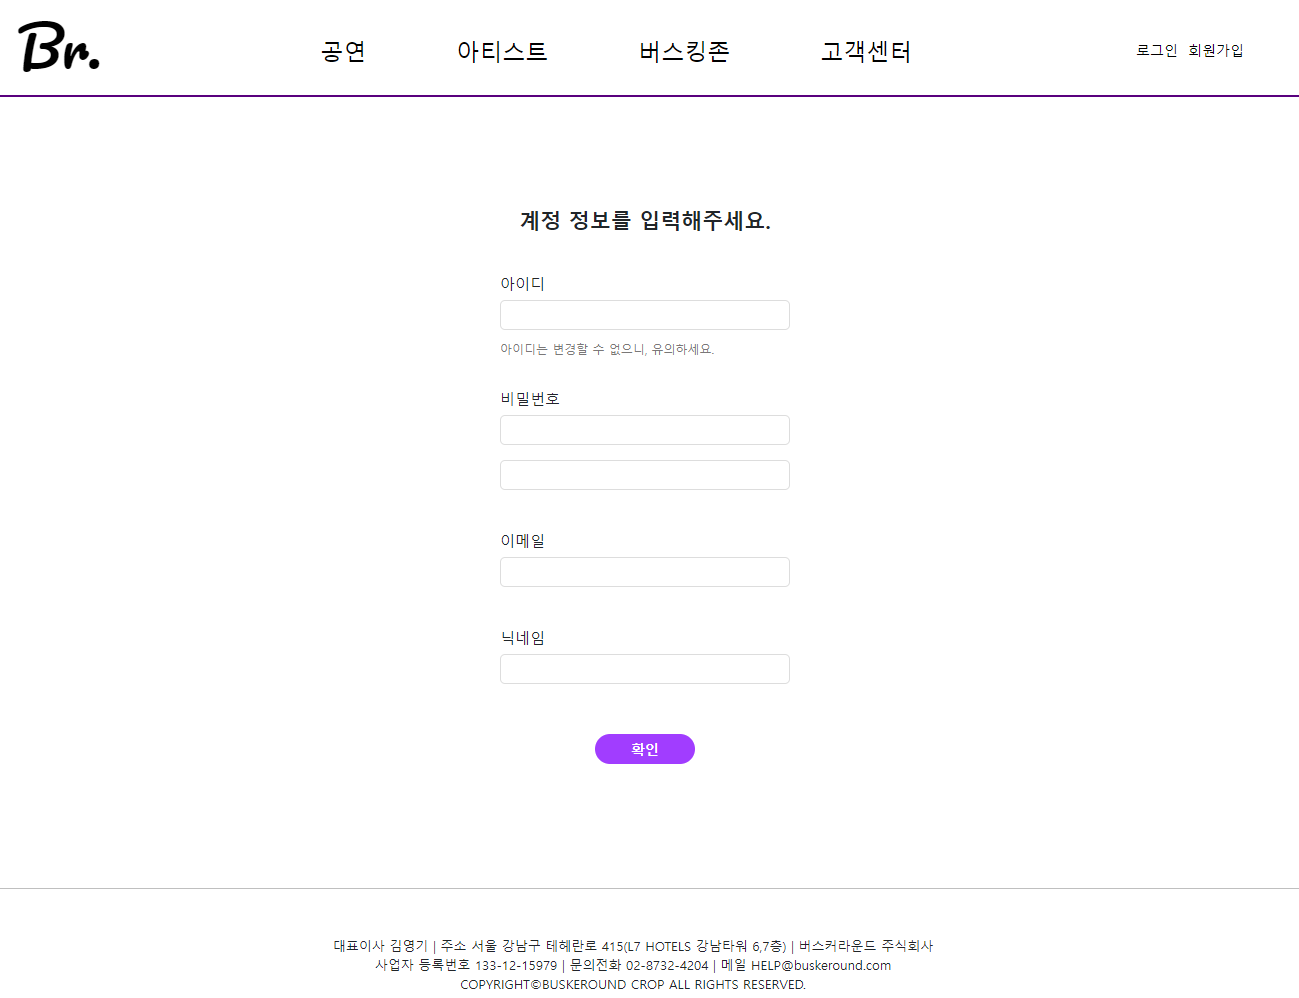 Br.
공연 아티스트 버스킹존 고객센터 로그인 회원가입
계정 정보를 입력해주세요.
아이디
아이디는 변경할 수 없으니, 유의하세요.
비밀번호
이메일
닉네임
확인
대표이사 김영기 | 주소 서울 강남구 테헤란로 415(L7 HOTELS 강남타워 6,7층) | 버스커라운드 주식회사
사업자 등록번호 133-12-15979 | 문의전화 02-8732-4204 | 메일 HELP@buskeround.com
COPYRIGHT©BUSKEROUND CROP ALL RIGHTS RESERVED.